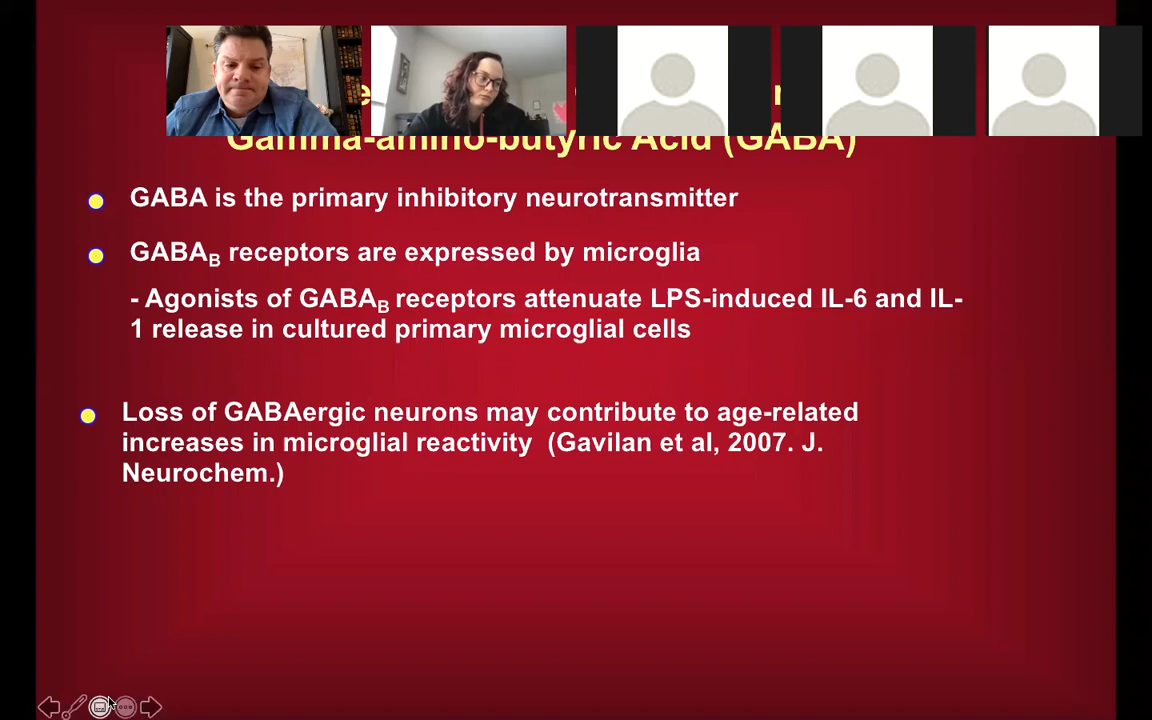 Gamma-amino-butyric Acid (GABA)
GABA is the primary inhibitory neurotransmitter
GABAB receptors are expressed by microglia
- Agonists of GABAB receptors attenuate LPS-induced IL-6 and IL-
1 release in cultured primary microglial cells
Loss of GABAergic neurons may contribute to age-related
increases in microglial reactivity (Gavilan et al, 2007. J.
Neurochem.)